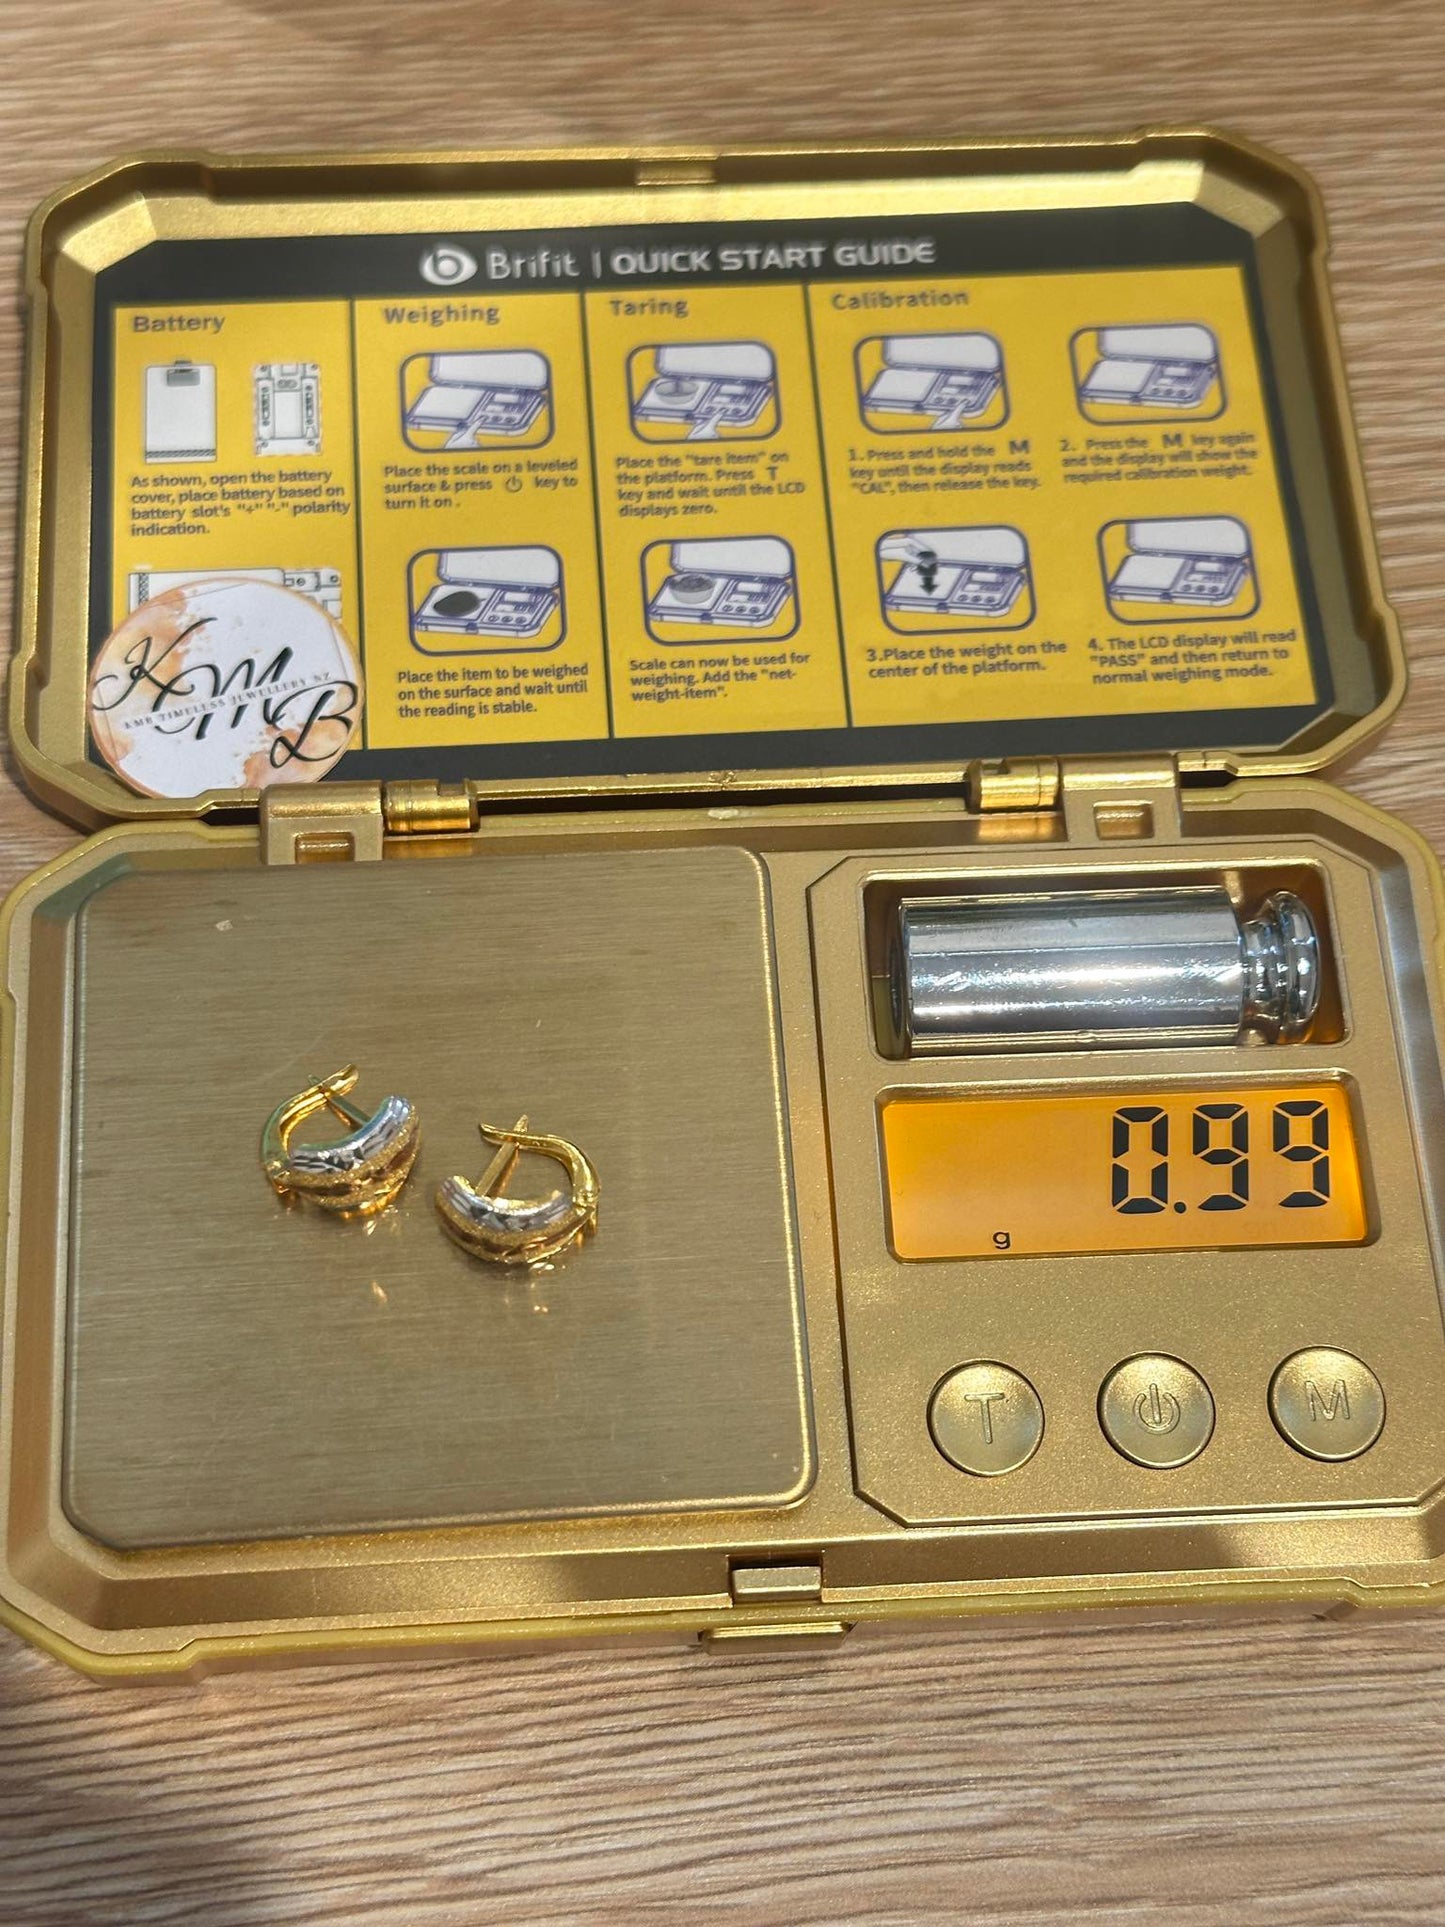 Brifit | QUICK START GUIDE
Battery
As shown, open the battery
cover, place battery based on
battery slot's "+" "-" polarity
indication.
Weighing
Place the scale on a leveled
surface & press key to
turn it on .
Place the item to be weighed
on the surface and wait until
the reading is stable.
Taring
Place the "tare item" on
the platform. Press T
key and wait until the LCD
displays zero.
Scale can now be used for
weighing. Add the "net-
weight-item".
Calibration
1. Press and hold the M
key until the display reads
"CAL", then release the key.
2. Press the M key again
and the display will show the
required calibration weight.
3.Place the weight on the
center of the platform.
4. The LCD display will read
"PASS" and then return to
normal weighing mode.
KMB
KMB TIMELESS JEWELLERY NZ
0.99
g
T
M